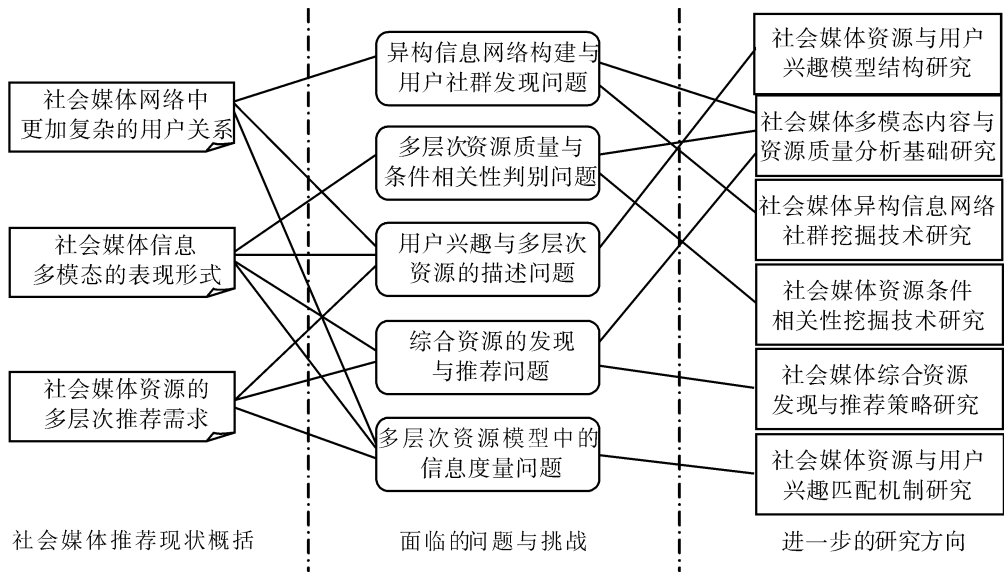 社会媒体网络中
更加复杂的用户关系
社会媒体信息
多模态的表现形式
社会媒体资源的
多层次推荐需求
社会媒体推荐现状概括
异构信息网络构建与
用户社群发现问题
多层次资源质量与
条件相关性判别问题
用户兴趣与多层次
资源的描述问题
综合资源的发现
与推荐问题
多层次资源模型中的
信息度量问题
面临的问题与挑战
社会媒体资源与用户
兴趣模型结构研究
社会媒体多模态内容与
资源质量分析基础研究
社会媒体异构信息网络
社群挖掘技术研究
社会媒体资源条件
相关性挖掘技术研究
社会媒体综合资源
发现与推荐策略研究
社会媒体资源与用户
兴趣匹配机制研究
进一步的研究方向